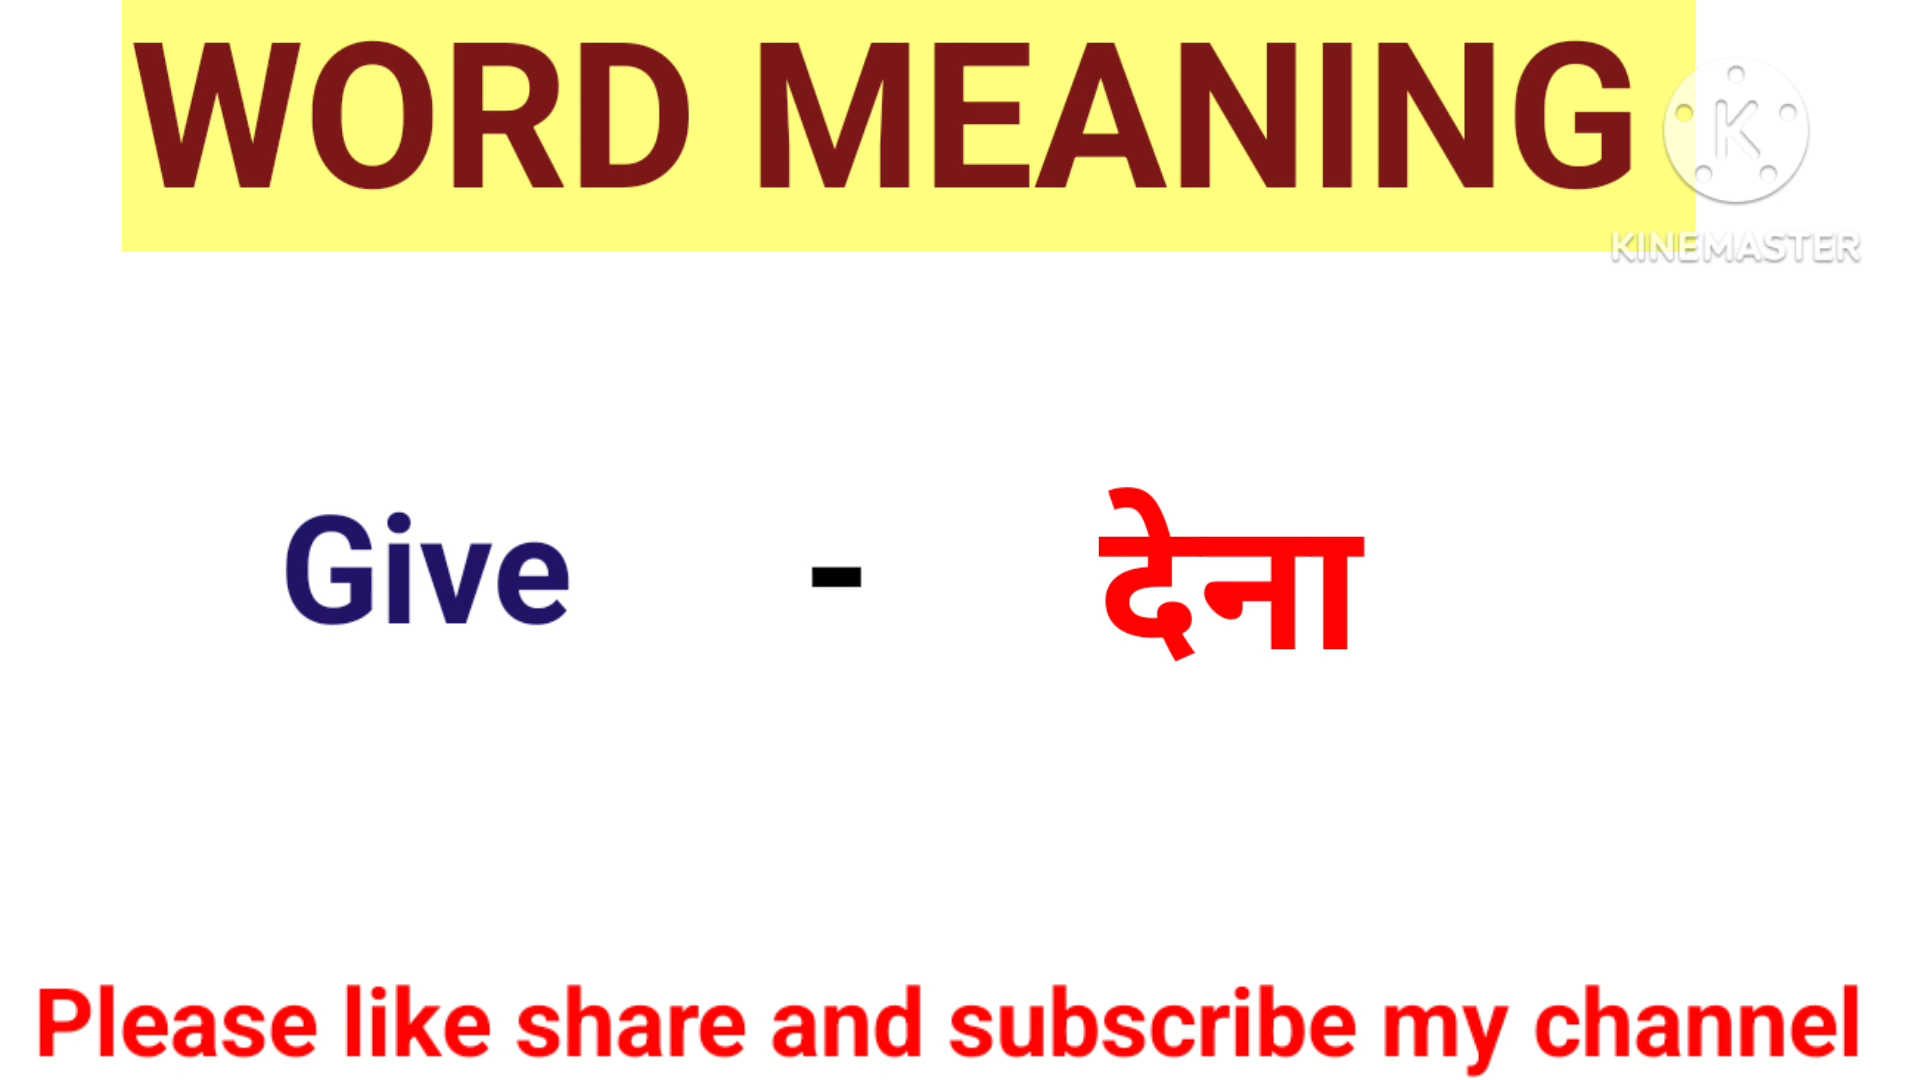 WORD MEANING
K
KINEMASTER
Give - देना
Please like share and subscribe my channel